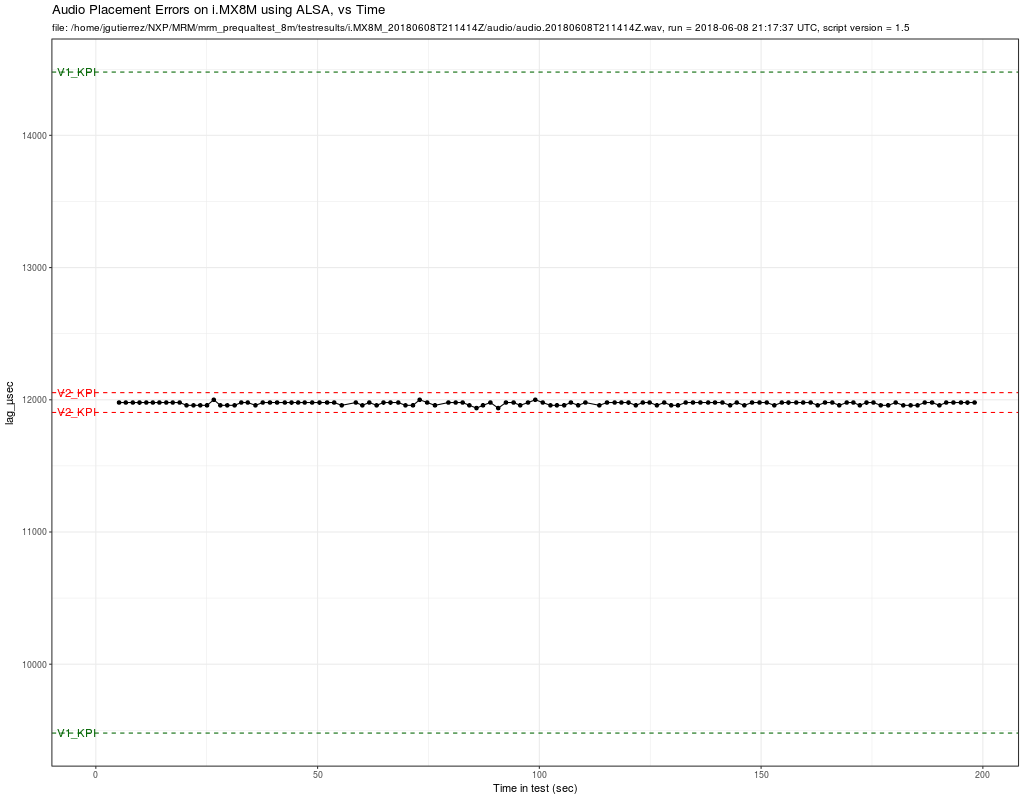 Audio Placement Errors on i.MX8M using ALSA, vs Time
file: /home/jgutierrez/NXP/MRM/mrm_prequaltest_8m/testresults/i.MX8M_20180608T211414Z/audio/audio.20180608T211414Z.wav, run = 2018-06-08 21:17:37 UTC, script version = 1.5
V1_KPI
14000
13000
V2_KPI
12000
V2_KPI
lag_µsec
11000
10000
V1_KPI
0 50 100 150 200
Time in test (sec)